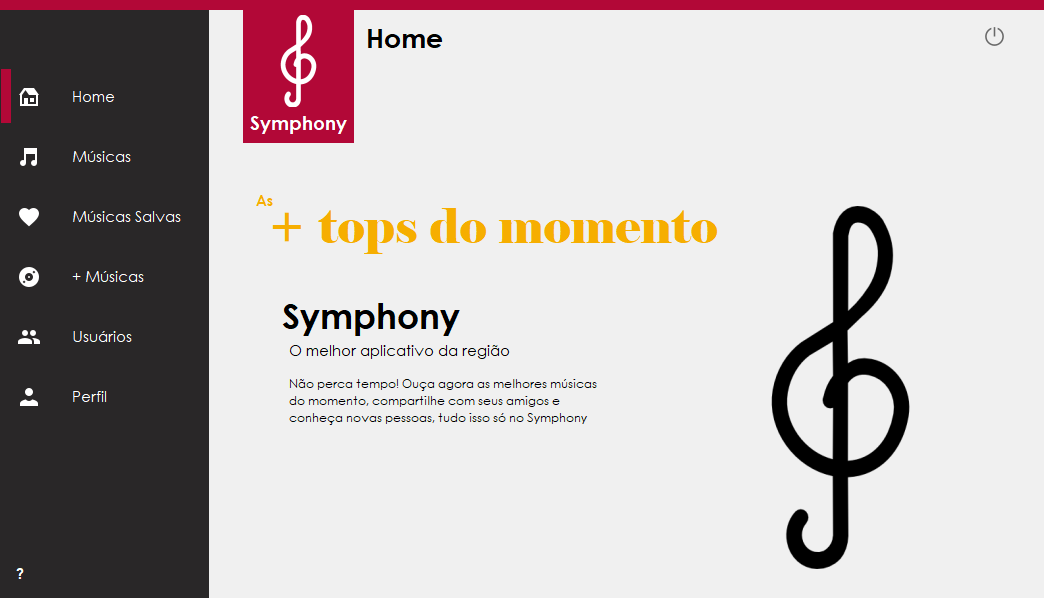 Home
Symphony
Home
Músicas
Músicas Salvas
+ Músicas
Usuários
Perfil
?
As
+ tops do momento
Symphony
O melhor aplicativo da região
Não perca tempo! Ouça agora as melhores músicas
do momento, compartilhe com seus amigos e
conheça novas pessoas, tudo isso só no Symphony